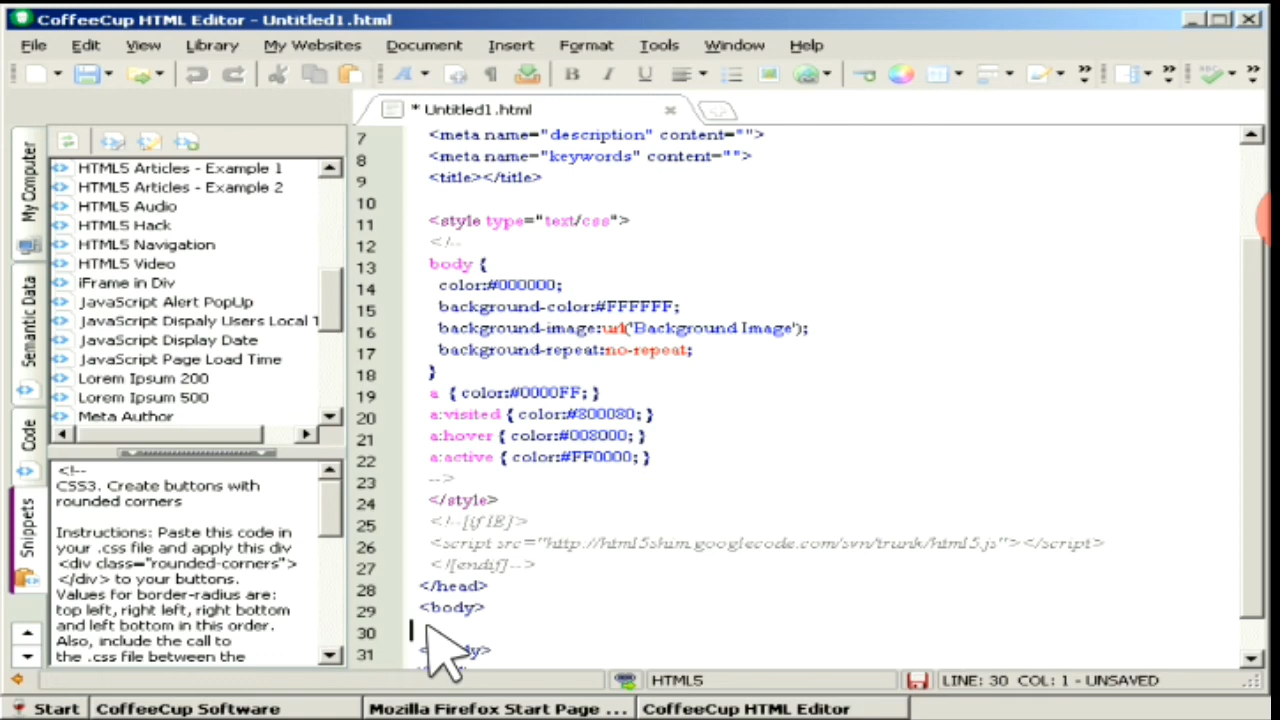 CoffeeCup HTML Editor - Untitled1.html
File Edit View Library My Websites Document Insert Format Tools Window Help
* Untitled1.html
My Computer
Semantic Data
Code
Snippets
HTML5 Articles - Example 1
HTML5 Articles - Example 2
HTML5 Audio
HTML5 Hack
HTML5 Navigation
HTML5 Video
iFrame in Div
JavaScript Alert PopUp
JavaScript Dispaly Users Local T
JavaScript Display Date
JavaScript Page Load Time
Lorem Ipsum 200
Lorem Ipsum 500
Meta Author
<!--
CSS3. Create buttons with
rounded corners
Instructions: Paste this code in
your .css file and apply this div
<div class="rounded-corners">
</div> to your buttons.
Values for border-radius are:
top left, right left, right bottom
and left bottom in this order.
Also, include the call to
the .css file between the
7 <meta name="description" content="">
8 <meta name="keywords" content="">
9 <title></title>
10
11 <style type="text/css">
12 <!--
13 body {
14 color:#000000;
15 background-color:#FFFFFF;
16 background-image:url('Background Image');
17 background-repeat:no-repeat;
18 }
19 a { color:#0000FF; }
20 a:visited { color:#800080; }
21 a:hover { color:#008000; }
22 a:active { color:#FF0000; }
23 -->
24 </style>
25 <!--[if IE]>
26 <script src="http://html5shim.googlecode.com/svn/trunk/html5.js"></script>
27 <![endif]-->
28 </head>
29 <body>
30
31
HTML5 LINE: 30 COL: 1 - UNSAVED
Start CoffeeCup Software Mozilla Firefox Start Page ... CoffeeCup HTML Editor